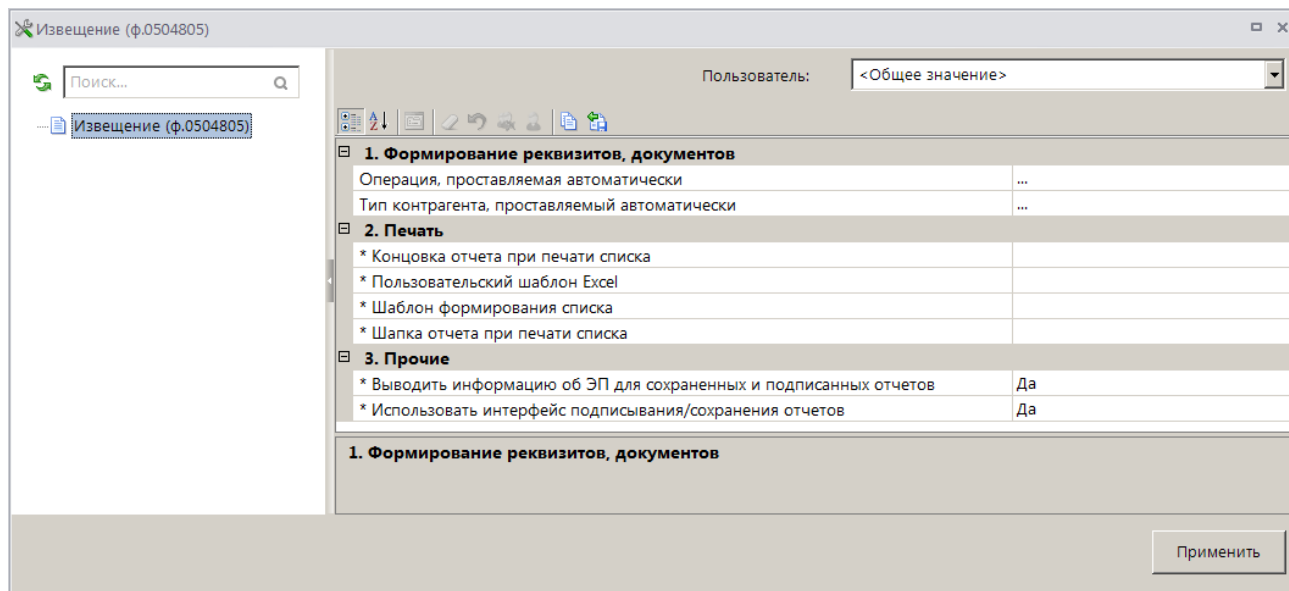 Извещение (ф.0504805)
Поиск...
Пользователь: <Общее значение>
Извещение (ф.0504805)
1. Формирование реквизитов, документов
Операция, проставляемая автоматически ...
Тип контрагента, проставляемый автоматически ...
2. Печать
* Концовка отчета при печати списка
* Пользовательский шаблон Excel
* Шаблон формирования списка
* Шапка отчета при печати списка
3. Прочие
* Выводить информацию об ЭП для сохраненных и подписанных отчетов Да
* Использовать интерфейс подписывания/сохранения отчетов Да
1. Формирование реквизитов, документов
Применить